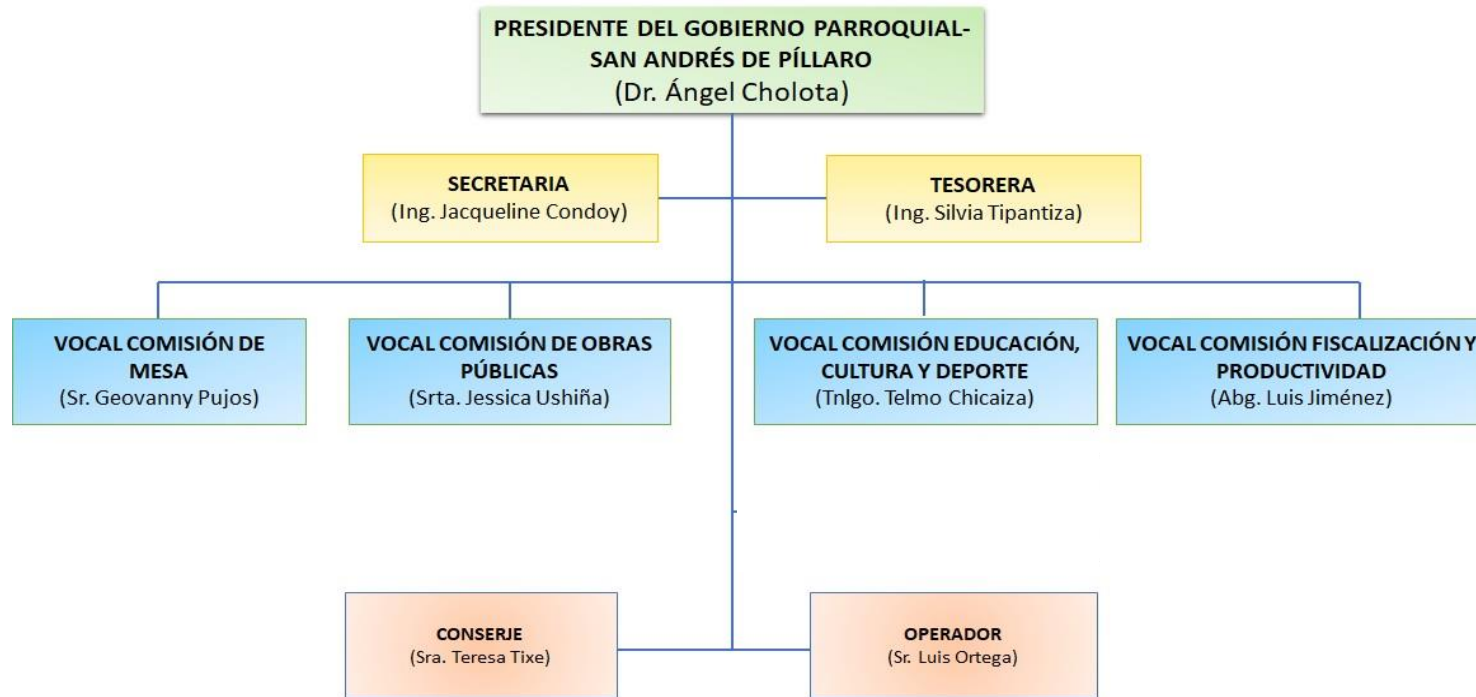 PRESIDENTE DEL GOBIERNO PARROQUIAL-
SAN ANDRÉS DE PÍLLARO
(Dr. Ángel Cholota)
SECRETARIA
(Ing. Jacqueline Condoy)
TESORERA
(Ing. Silvia Tipantiza)
VOCAL COMISIÓN DE
MESA
(Sr. Geovanny Pujos)
VOCAL COMISIÓN DE OBRAS
PÚBLICAS
(Srta. Jessica Ushiña)
VOCAL COMISIÓN EDUCACIÓN,
CULTURA Y DEPORTE
(Tnlgo. Telmo Chicaiza)
VOCAL COMISIÓN FISCALIZACIÓN Y
PRODUCTIVIDAD
(Abg. Luis Jiménez)
CONSERJE
(Sra. Teresa Tixe)
OPERADOR
(Sr. Luis Ortega)